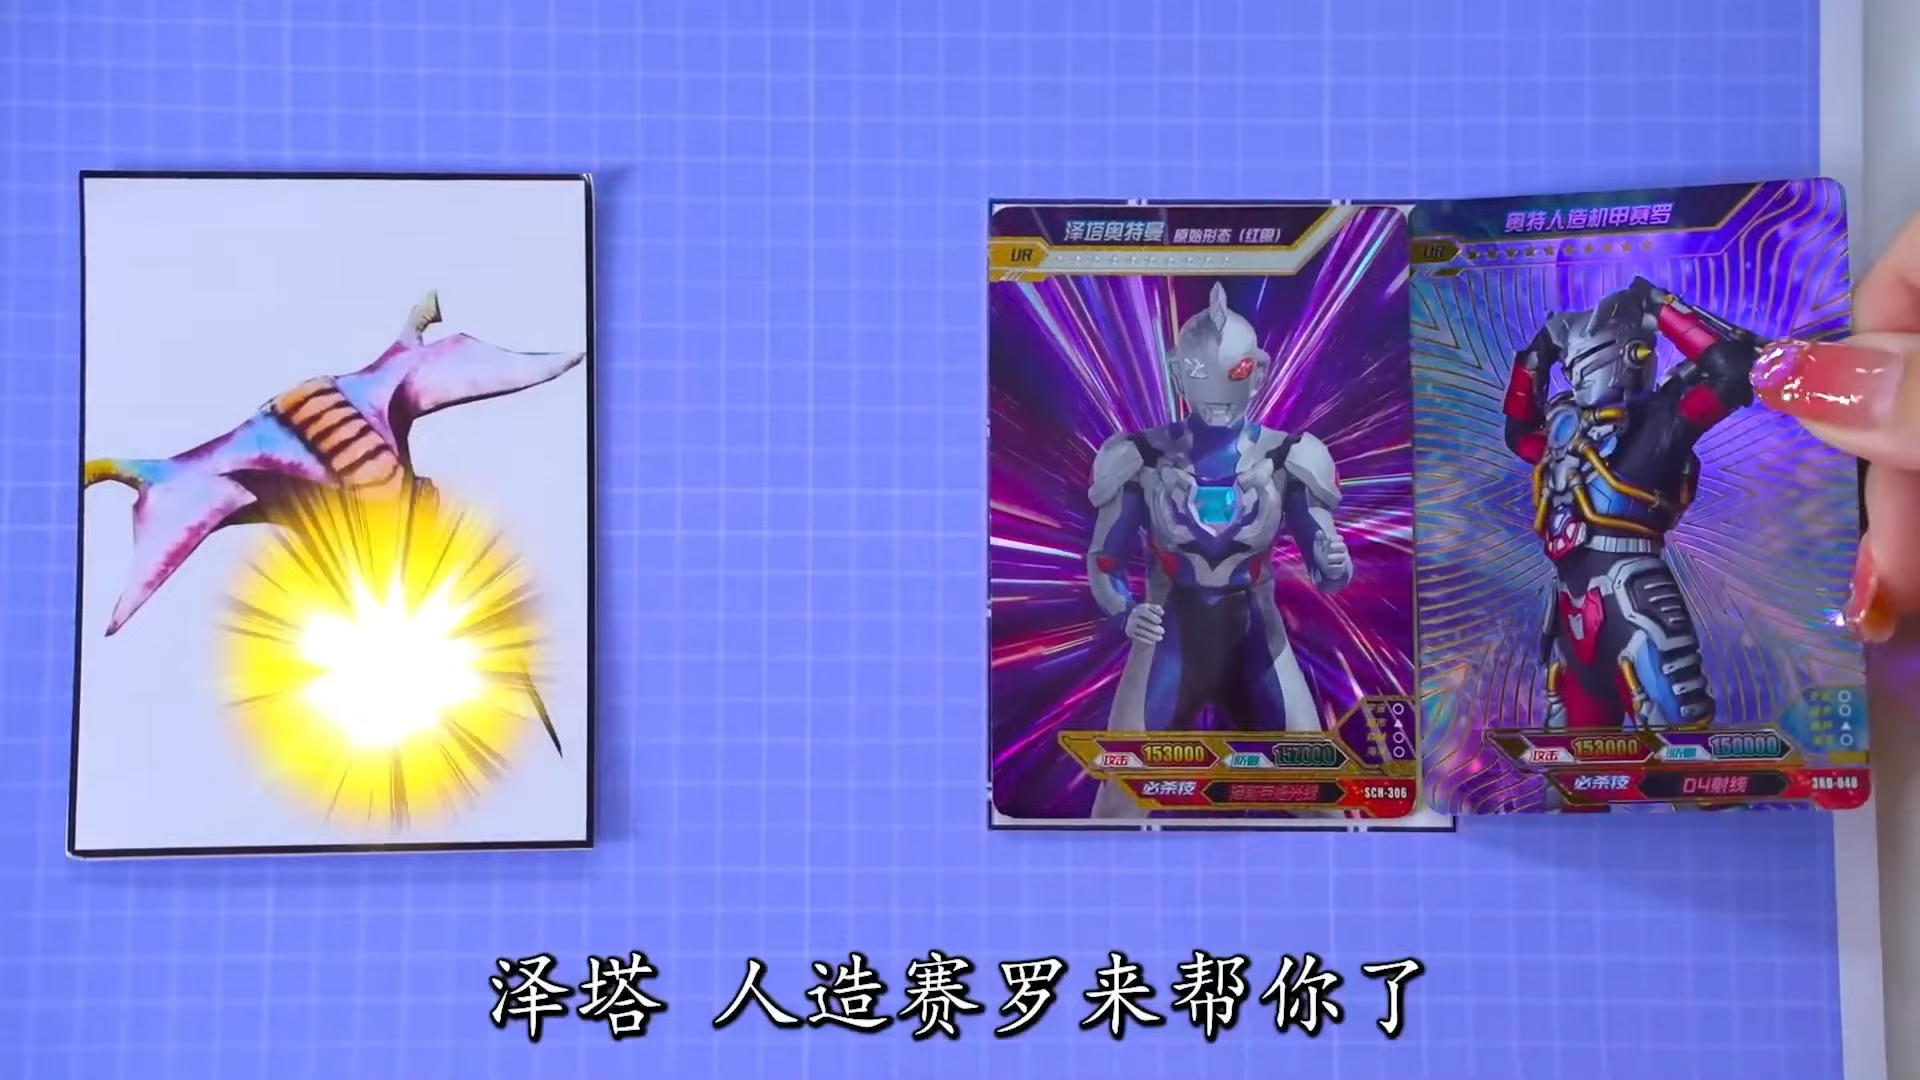 泽塔奥特曼 原始形态（红眼）
UR
攻击 153000 防御 152000
必杀技
SCH-306
奥特人造机甲赛罗
UR
攻击 153000 防御 150000
必杀技 D4射线
泽塔 人造赛罗来帮你了